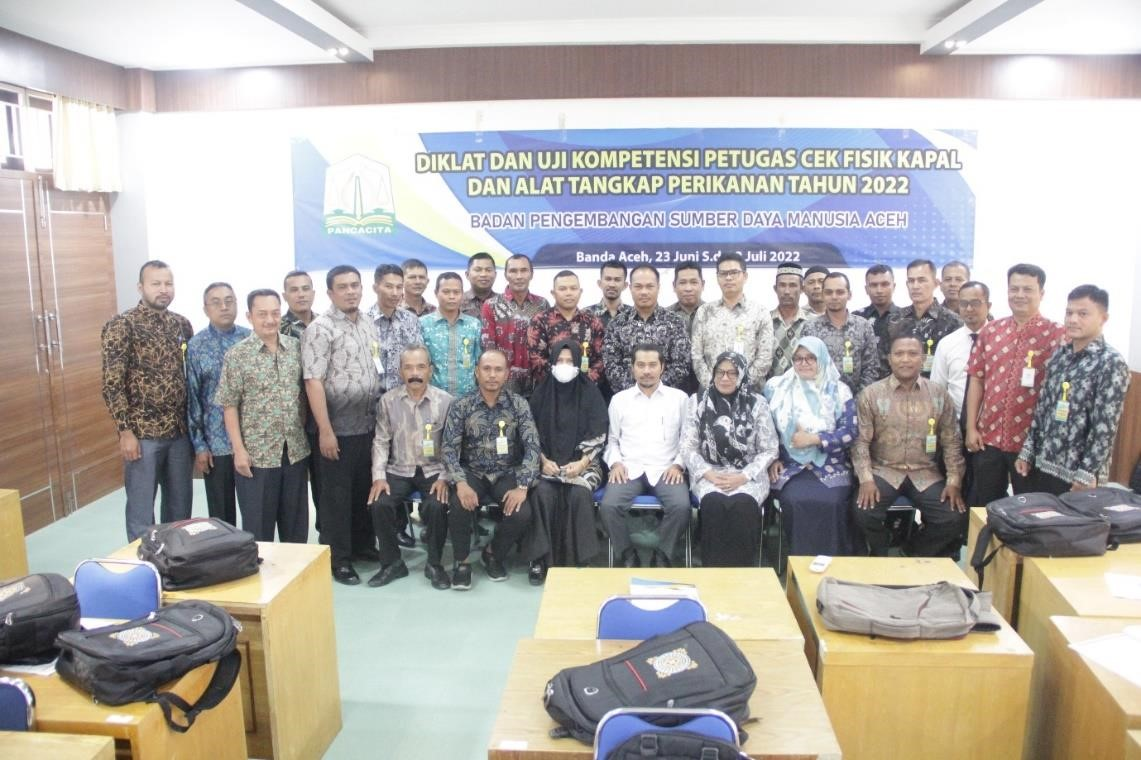 DIKLAT DAN UJI KOMPETENSI PETUGAS CEK FISIK KAPAL
DAN ALAT TANGKAP PERIKANAN TAHUN 2022
BADAN PENGEMBANGAN SUMBER DAYA MANUSIA ACEH
PANCACITA
Banda Aceh, 23 Juni S.d Juli 2022